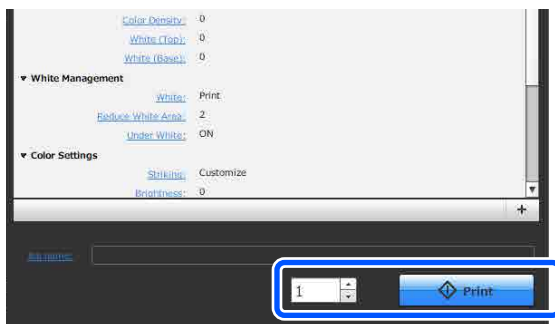 Color Density: 0
White (Top): 0
White (Base): 0
▼ White Management
White: Print
Reduce White Area: 2
Under White: ON
▼ Color Settings
Striking: Customize
Brightness: 0
+
Job name:
1 Print